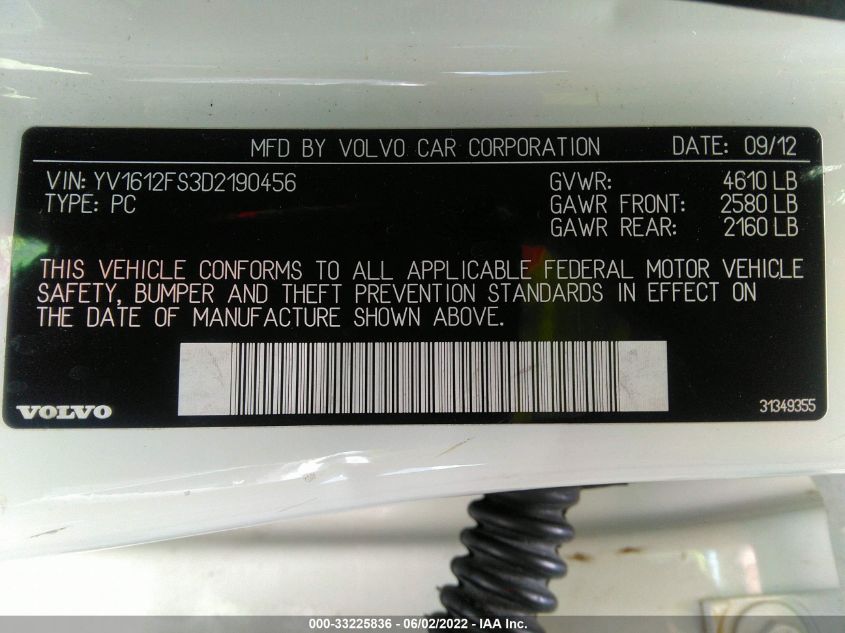 MFD BY VOLVO CAR CORPORATION DATE: 09/12
VIN: YV1612FS3D2190456 GVWR: 4610 LB
TYPE: PC GAWR FRONT: 2580 LB
GAWR REAR: 2160 LB
THIS VEHICLE CONFORMS TO ALL APPLICABLE FEDERAL MOTOR VEHICLE
SAFETY, BUMPER AND THEFT PREVENTION STANDARDS IN EFFECT ON
THE DATE OF MANUFACTURE SHOWN ABOVE.
VOLVO 31349355
000-33225836 - 06/02/2022 - IAA Inc.